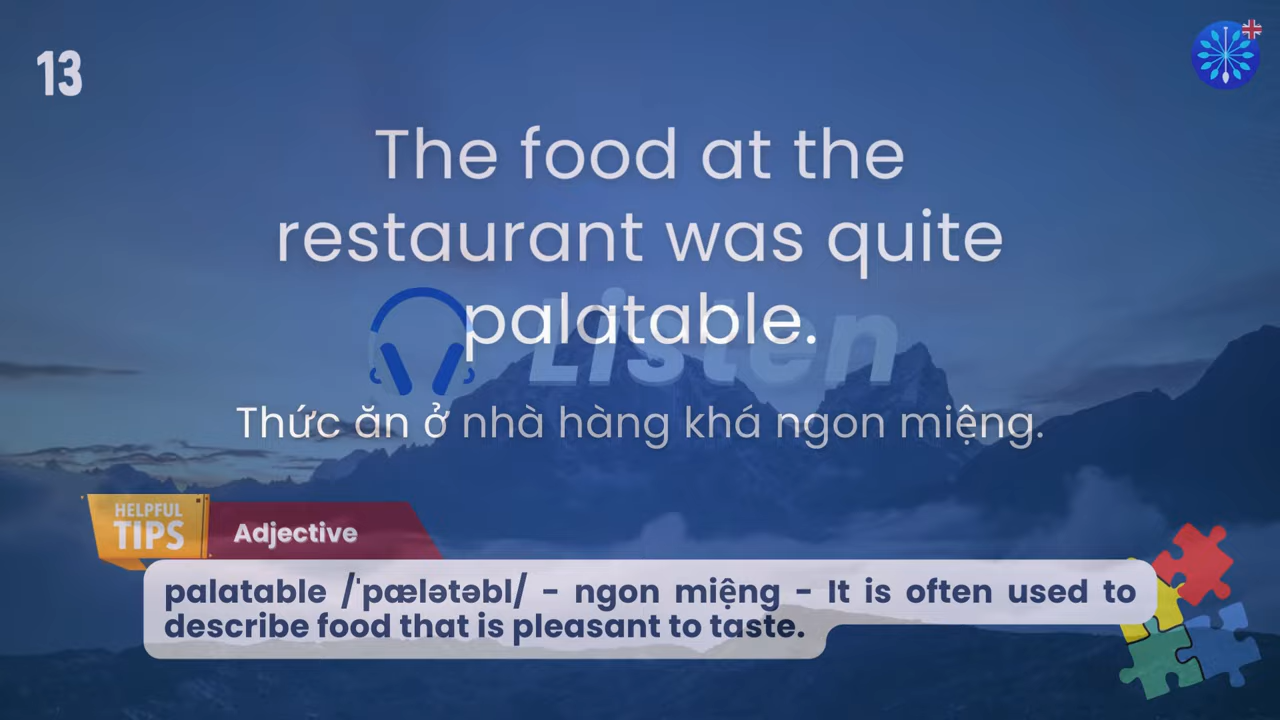 13
The food at the
restaurant was quite
palatable.
Listen
Thức ăn ở nhà hàng khá ngon miệng.
HELPFUL
TIPS
Adjective
palatable /ˈpælətəbl/ - ngon miệng - It is often used to
describe food that is pleasant to taste.